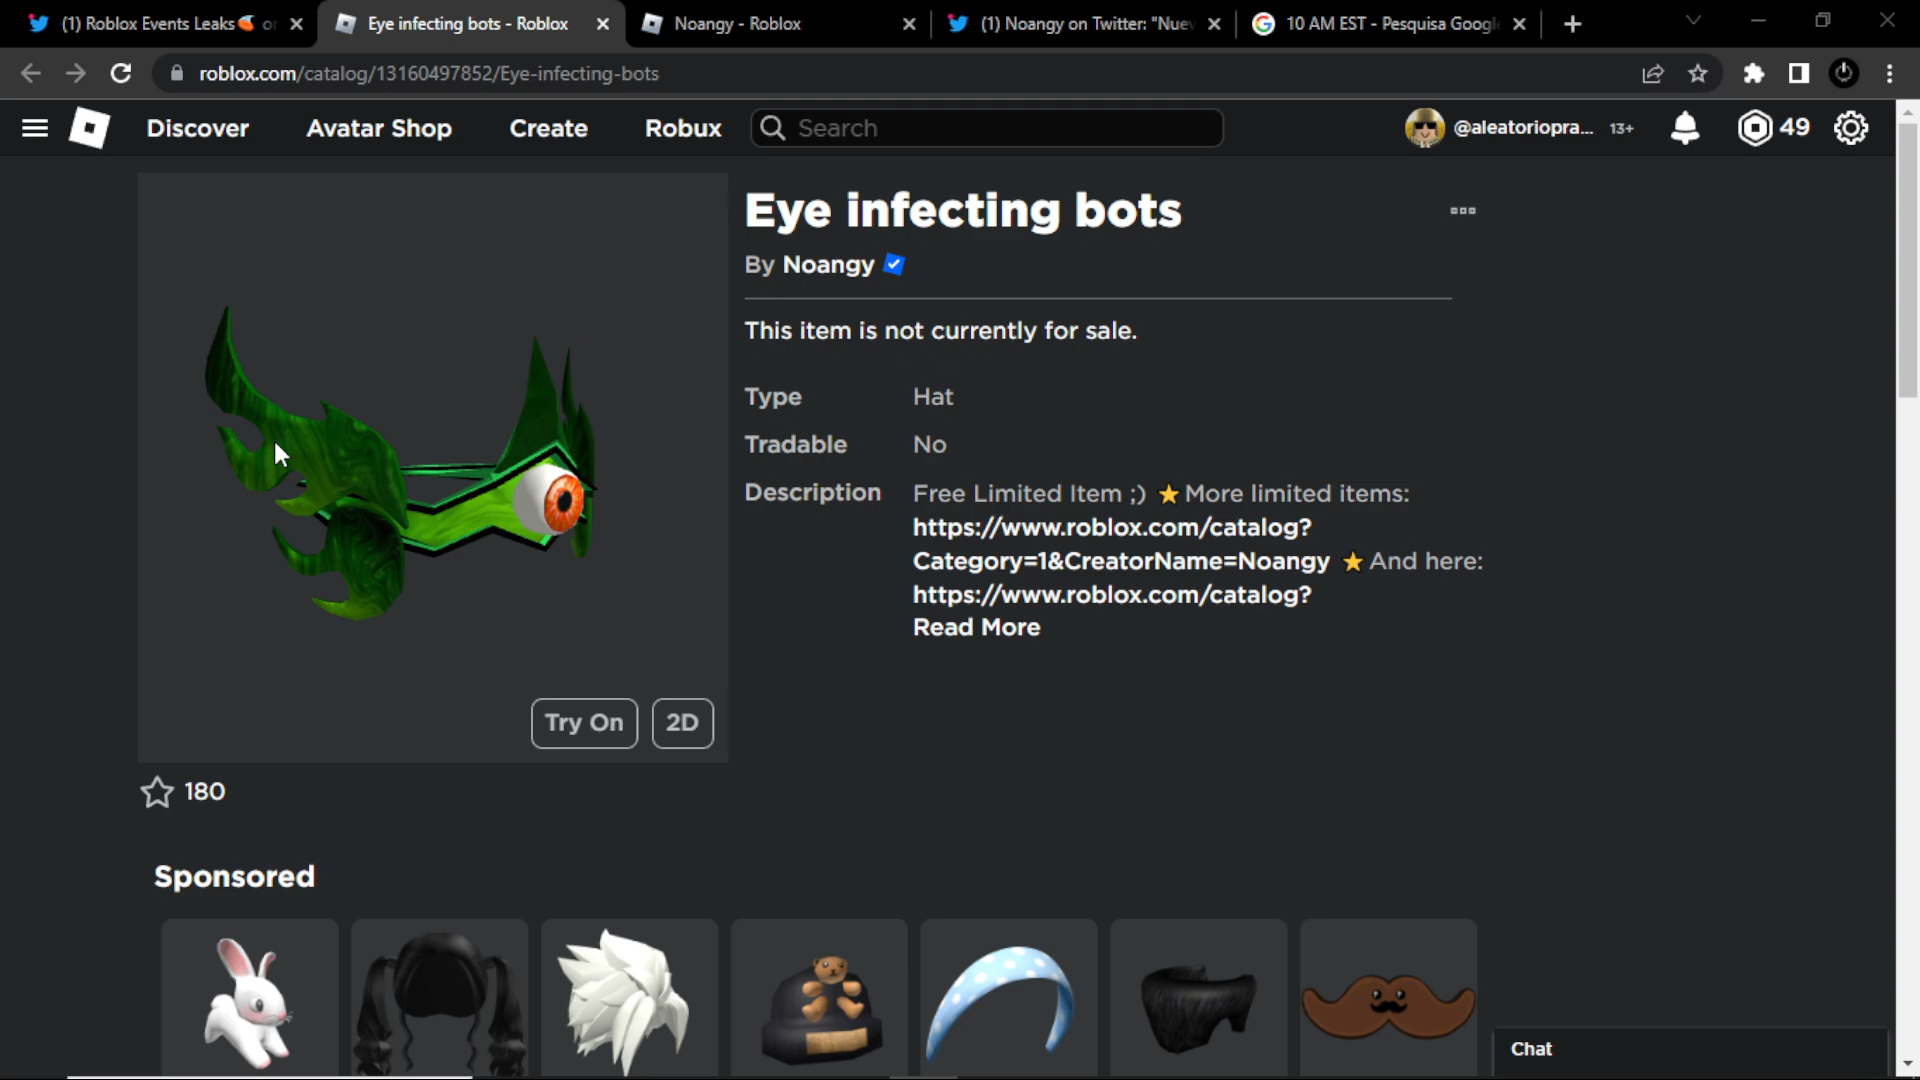 (1) Roblox Events Leaks
Eye infecting bots - Roblox
Noangy - Roblox
(1) Noangy on Twitter: "Nuev
10 AM EST - Pesquisa Googl
roblox.com/catalog/13160497852/Eye-infecting-bots
Discover
Avatar Shop
Create
Robux
Search
@aleatoriopra... 13+
49
Eye infecting bots
By Noangy
This item is not currently for sale.
Type Hat
Tradable No
Description Free Limited Item ;) ⭐More limited items:
https://www.roblox.com/catalog?
Category=1&CreatorName=Noangy ⭐And here:
https://www.roblox.com/catalog?
Read More
Try On
2D
180
Sponsored
Chat